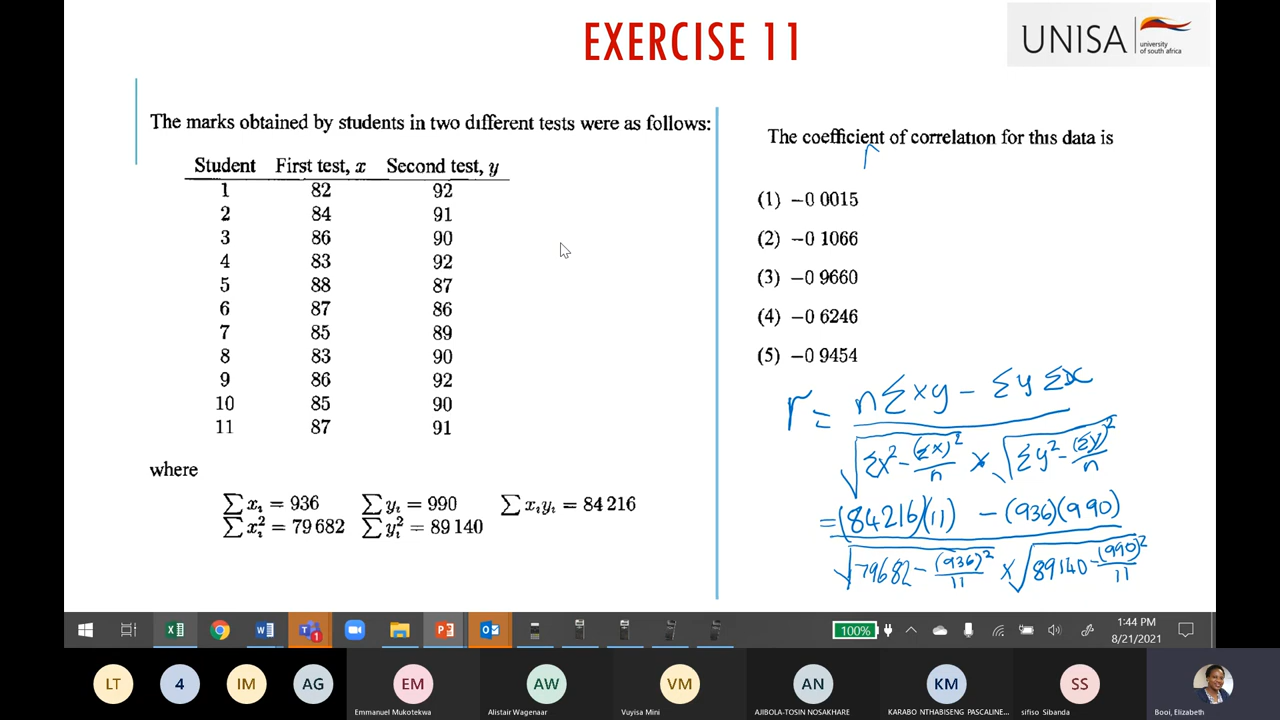 EXERCISE 11
UNISA
university
of south africa
The marks obtained by students in two different tests were as follows:
Student First test, x Second test, y
1 82 92
2 84 91
3 86 90
4 83 92
5 88 87
6 87 86
7 85 89
8 83 90
9 86 92
10 85 90
11 87 91
where
∑ xᵢ = 936 ∑ yᵢ = 990 ∑ xᵢyᵢ = 84 216
∑ xᵢ² = 79 682 ∑ yᵢ² = 89 140
The coefficient of correlation for this data is
r
(1) −0 0015
(2) −0 1066
(3) −0 9660
(4) −0 6246
(5) −0 9454
r = n∑xy − ∑y ∑x
√∑x² − (∑x)²/n × √∑y² − (∑y)²/n
= (84216)(11) − (936)(990)
√79682 − (936)²/11 × √89140 − (990)²/11
100%
1:44 PM
8/21/2021
LT
4
IM
AG
EM
Emmanuel Mukotekwa
AW
Alistair Wagenaar
VM
Vuyisa Mini
AN
AJIBOLA-TOSIN NOSAKHARE
KM
KARABO NTHABISENG PASCALINE...
SS
sifiso Sibanda
Booi, Elizabeth